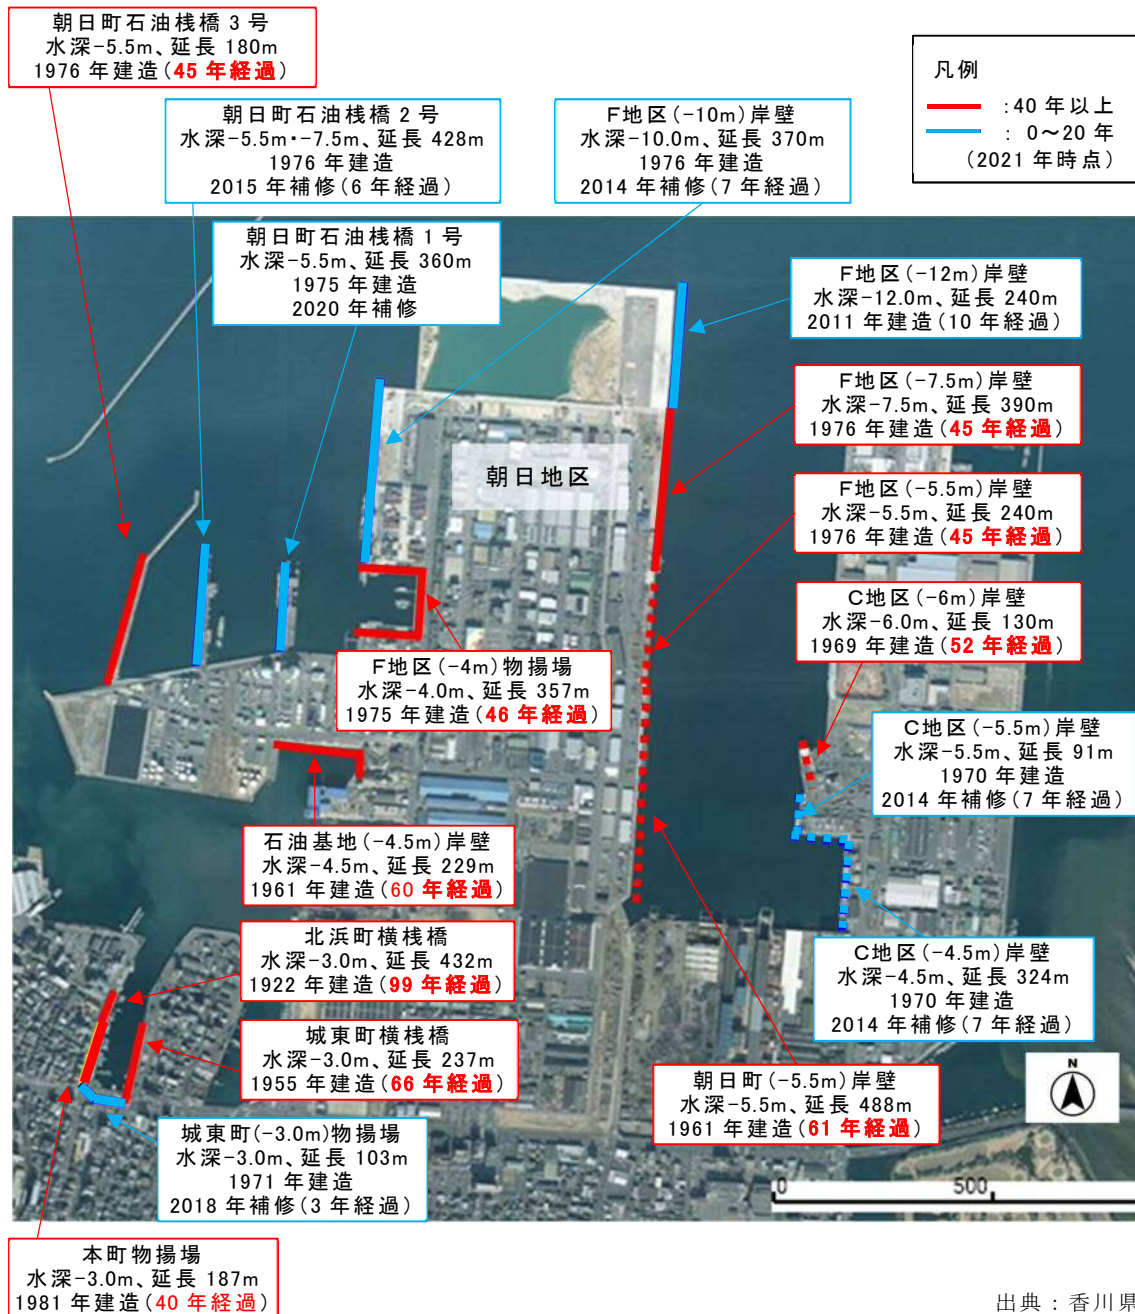 朝日町石油桟橋 3 号
水深-5.5m、延長 180m
1976 年建造(45 年経過)
凡例
:40 年以上
: 0～20 年
(2021 年時点)
朝日町石油桟橋 2 号
水深-5.5m・-7.5m、延長 428m
1976 年建造
2015 年補修(6 年経過)
F地区(-10m)岸壁
水深-10.0m、延長 370m
1976 年建造
2014 年補修(7 年経過)
朝日町石油桟橋 1 号
水深-5.5m、延長 360m
1975 年建造
2020 年補修
F地区(-12m)岸壁
水深-12.0m、延長 240m
2011 年建造(10 年経過)
F地区(-7.5m)岸壁
水深-7.5m、延長 390m
1976 年建造(45 年経過)
朝日地区
F地区(-5.5m)岸壁
水深-5.5m、延長 240m
1976 年建造(45 年経過)
C地区(-6m)岸壁
水深-6.0m、延長 130m
1969 年建造(52 年経過)
F地区(-4m)物揚場
水深-4.0m、延長 357m
1975 年建造(46 年経過)
C地区(-5.5m)岸壁
水深-5.5m、延長 91m
1970 年建造
2014 年補修(7 年経過)
石油基地(-4.5m)岸壁
水深-4.5m、延長 229m
1961 年建造(60 年経過)
北浜町横桟橋
水深-3.0m、延長 432m
1922 年建造(99 年経過)
C地区(-4.5m)岸壁
水深-4.5m、延長 324m
1970 年建造
2014 年補修(7 年経過)
城東町横桟橋
水深-3.0m、延長 237m
1955 年建造(66 年経過)
朝日町(-5.5m)岸壁
水深-5.5m、延長 488m
1961 年建造(61 年経過)
N
城東町(-3.0m)物揚場
水深-3.0m、延長 103m
1971 年建造
2018 年補修(3 年経過)
0 500
本町物揚場
水深-3.0m、延長 187m
1981 年建造(40 年経過)
出典：香川県